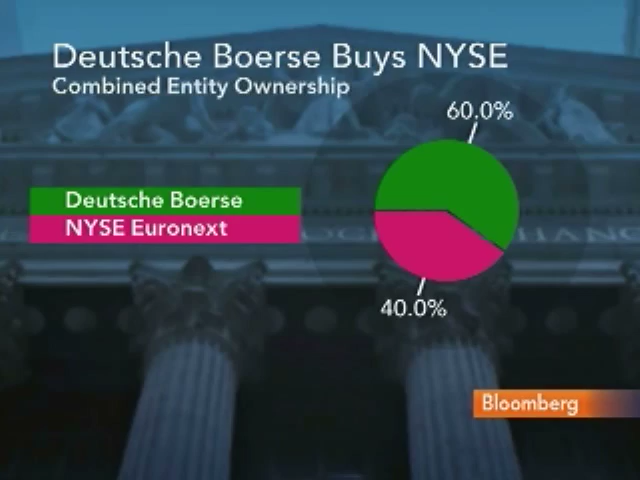 Deutsche Boerse Buys NYSE
Combined Entity Ownership
60.0%
Deutsche Boerse
NYSE Euronext
40.0%
Bloomberg